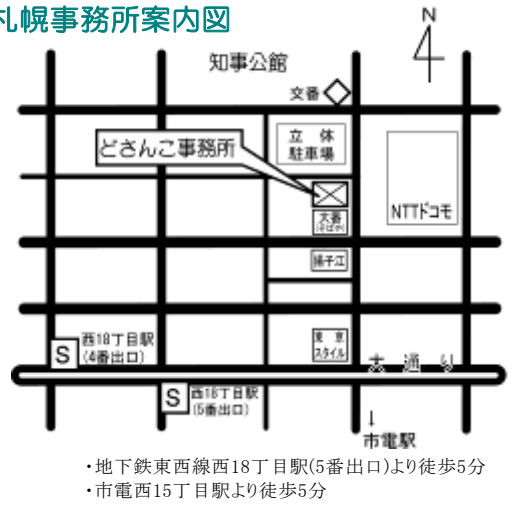 札幌事務所案内図
N
知事公館
交番
立 体
駐車場
どさんこ事務所
NTTドコモ
大番
(そばや)
揚子江
東 京
スタイル
西18丁目駅
(4番出口)
S
大 通 り
S
西18丁目駅
(5番出口)
↓
市電駅
・地下鉄東西線西18丁目駅(5番出口)より徒歩5分
・市電西15丁目駅より徒歩5分